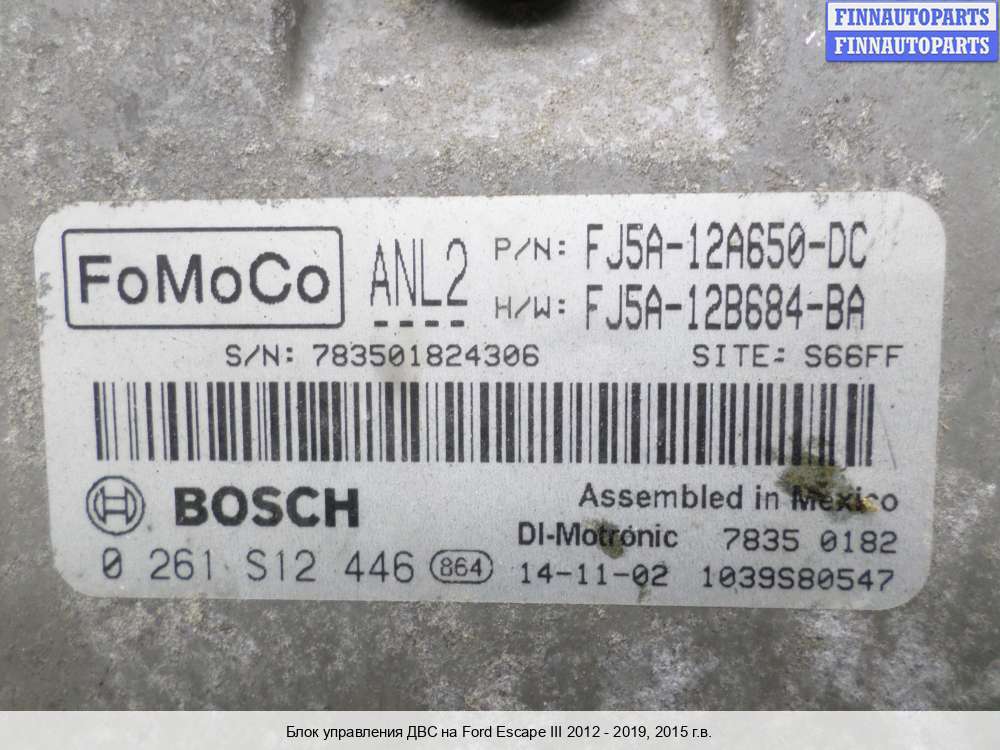 FINNAUTOPARTS
FINNAUTOPARTS
FoMoCo ANL2 P/N: FJ5A-12A650-DC
H/W: FJ5A-12B684-BA
S/N: 783501824306 SITE: S66FF
BOSCH Assembled in Mexico
DI-Motronic 7835 0182
0 261 S12 446 864 14-11-02 1039S80547
Блок управления ДВС на Ford Escape III 2012 - 2019, 2015 г.в.